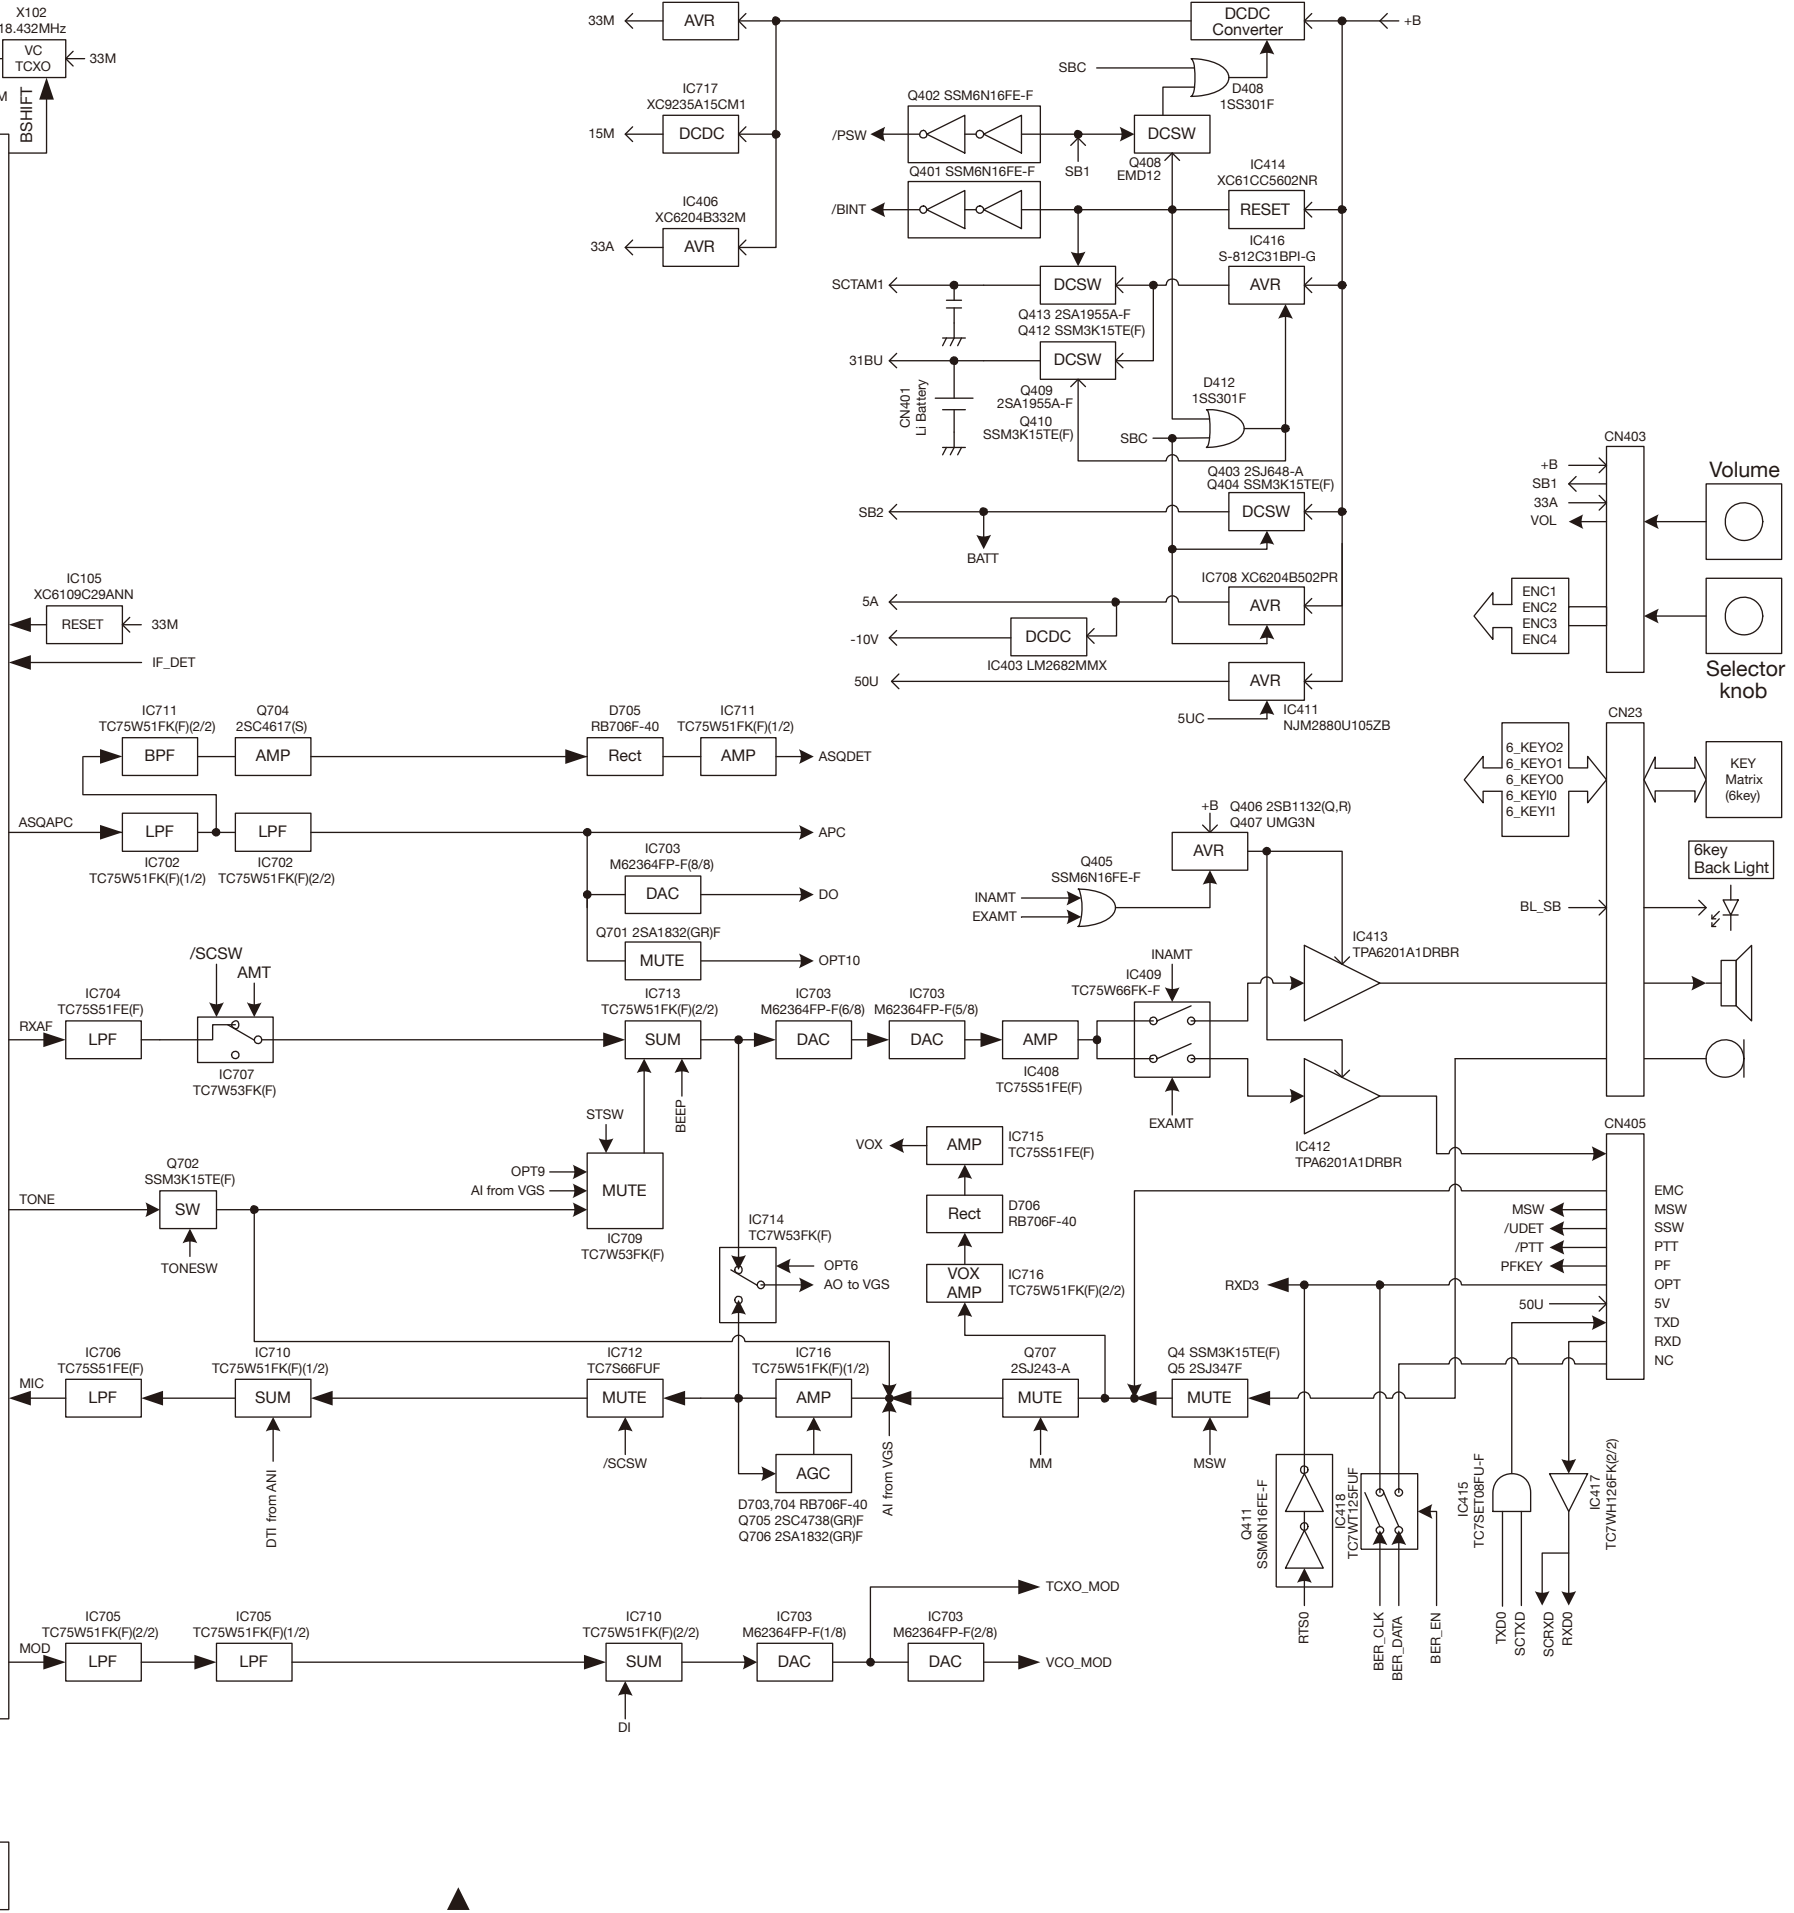 X102
18.432MHz
VC
TCXO
33M
M
BSHIFT
33M
AVR
DCDC
Converter
+B
SBC
D408
1SS301F
IC717
XC9235A15CM1
15M
DCDC
Q402 SSM6N16FE-F
/PSW
SB1
DCSW
Q408
EMD12
Q401 SSM6N16FE-F
/BINT
IC414
XC61CC5602NR
RESET
IC406
XC6204B332M
33A
AVR
IC416
S-812C31BPI-G
SCTAM1
DCSW
AVR
Q413 2SA1955A-F
Q412 SSM3K15TE(F)
31BU
DCSW
CN401
Li Battery
Q409
2SA1955A-F
Q410
SSM3K15TE(F)
D412
1SS301F
SBC
Q403 2SJ648-A
Q404 SSM3K15TE(F)
SB2
DCSW
BATT
IC708 XC6204B502PR
5A
AVR
-10V
DCDC
IC403 LM2682MMX
50U
AVR
5UC
IC411
NJM2880U105ZB
CN403
+B
SB1
33A
VOL
Volume
ENC1
ENC2
ENC3
ENC4
Selector
knob
IC105
XC6109C29ANN
RESET
33M
IF_DET
IC711
TC75W51FK(F)(2/2)
BPF
Q704
2SC4617(S)
AMP
D705
RB706F-40
Rect
IC711
TC75W51FK(F)(1/2)
AMP
ASQDET
ASQAPC
LPF
IC702
TC75W51FK(F)(1/2)
LPF
IC702
TC75W51FK(F)(2/2)
APC
IC703
M62364FP-F(8/8)
DAC
DO
Q701 2SA1832(GR)F
MUTE
OPT10
CN23
6_KEYO2
6_KEYO1
6_KEYO0
6_KEYI0
6_KEYI1
KEY
Matrix
(6key)
6key
Back Light
BL_SB
+B
Q406 2SB1132(Q,R)
Q407 UMG3N
AVR
Q405
SSM6N16FE-F
INAMT
EXAMT
IC413
TPA6201A1DRBR
/SCSW
AMT
IC704
TC75S51FE(F)
RXAF
LPF
IC707
TC7W53FK(F)
IC713
TC75W51FK(F)(2/2)
SUM
BEEP
IC703
M62364FP-F(6/8)
DAC
IC703
M62364FP-F(5/8)
DAC
AMP
IC408
TC75S51FE(F)
INAMT
IC409
TC75W66FK-F
EXAMT
IC412
TPA6201A1DRBR
STSW
OPT9
AI from VGS
MUTE
IC709
TC7W53FK(F)
Q702
SSM3K15TE(F)
TONE
SW
TONESW
VOX
AMP
IC715
TC75S51FE(F)
Rect
D706
RB706F-40
VOX
AMP
IC716
TC75W51FK(F)(2/2)
IC714
TC7W53FK(F)
OPT6
AO to VGS
CN405
EMC
MSW
MSW
/UDET
SSW
/PTT
PTT
PFKEY
PF
RXD3
OPT
50U
5V
TXD
RXD
NC
IC706
TC75S51FE(F)
MIC
LPF
IC710
TC75W51FK(F)(1/2)
SUM
DTI from ANI
IC712
TC7S66FUF
MUTE
/SCSW
IC716
TC75W51FK(F)(1/2)
AMP
AGC
D703,704 RB706F-40
Q705 2SC4738(GR)F
Q706 2SA1832(GR)F
AI from VGS
Q707
2SJ243-A
MUTE
MM
Q4 SSM3K15TE(F)
Q5 2SJ347F
MUTE
MSW
Q411
SSM6N16FE-F
RTS0
IC418
TC7WT125FUF
BER_CLK
BER_DATA
BER_EN
IC415
TC7SET08FU-F
TXD0
SCTXD
IC417
TC7WH126FK(2/2)
SCRXD
RXD0
IC705
TC75W51FK(F)(2/2)
MOD
LPF
IC705
TC75W51FK(F)(1/2)
LPF
IC710
TC75W51FK(F)(2/2)
SUM
DI
IC703
M62364FP-F(1/8)
DAC
TCXO_MOD
IC703
M62364FP-F(2/8)
DAC
VCO_MOD